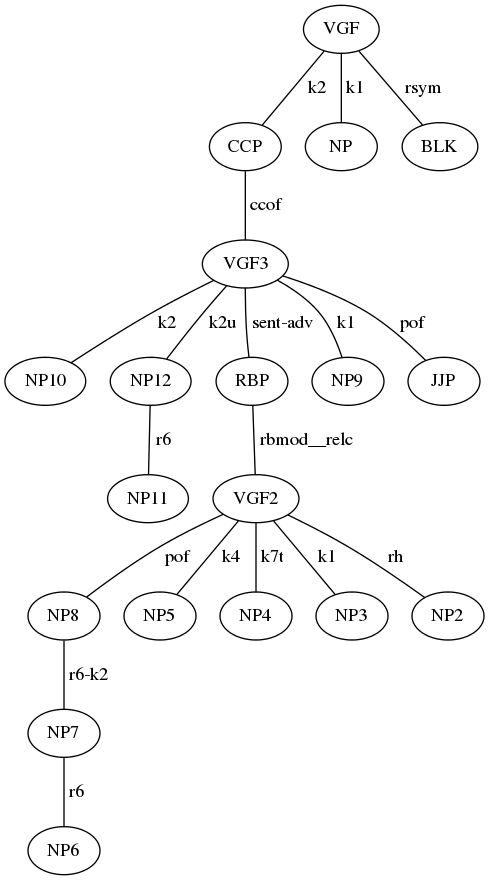 VGF
k2 k1 rsym
CCP NP BLK
ccof
VGF3
k2 k2u sent-adv k1 pof
NP10 NP12 RBP NP9 JJP
r6 rbmod__relc
NP11 VGF2
pof k4 k7t k1 rh
NP8 NP5 NP4 NP3 NP2
r6-k2
NP7
r6
NP6